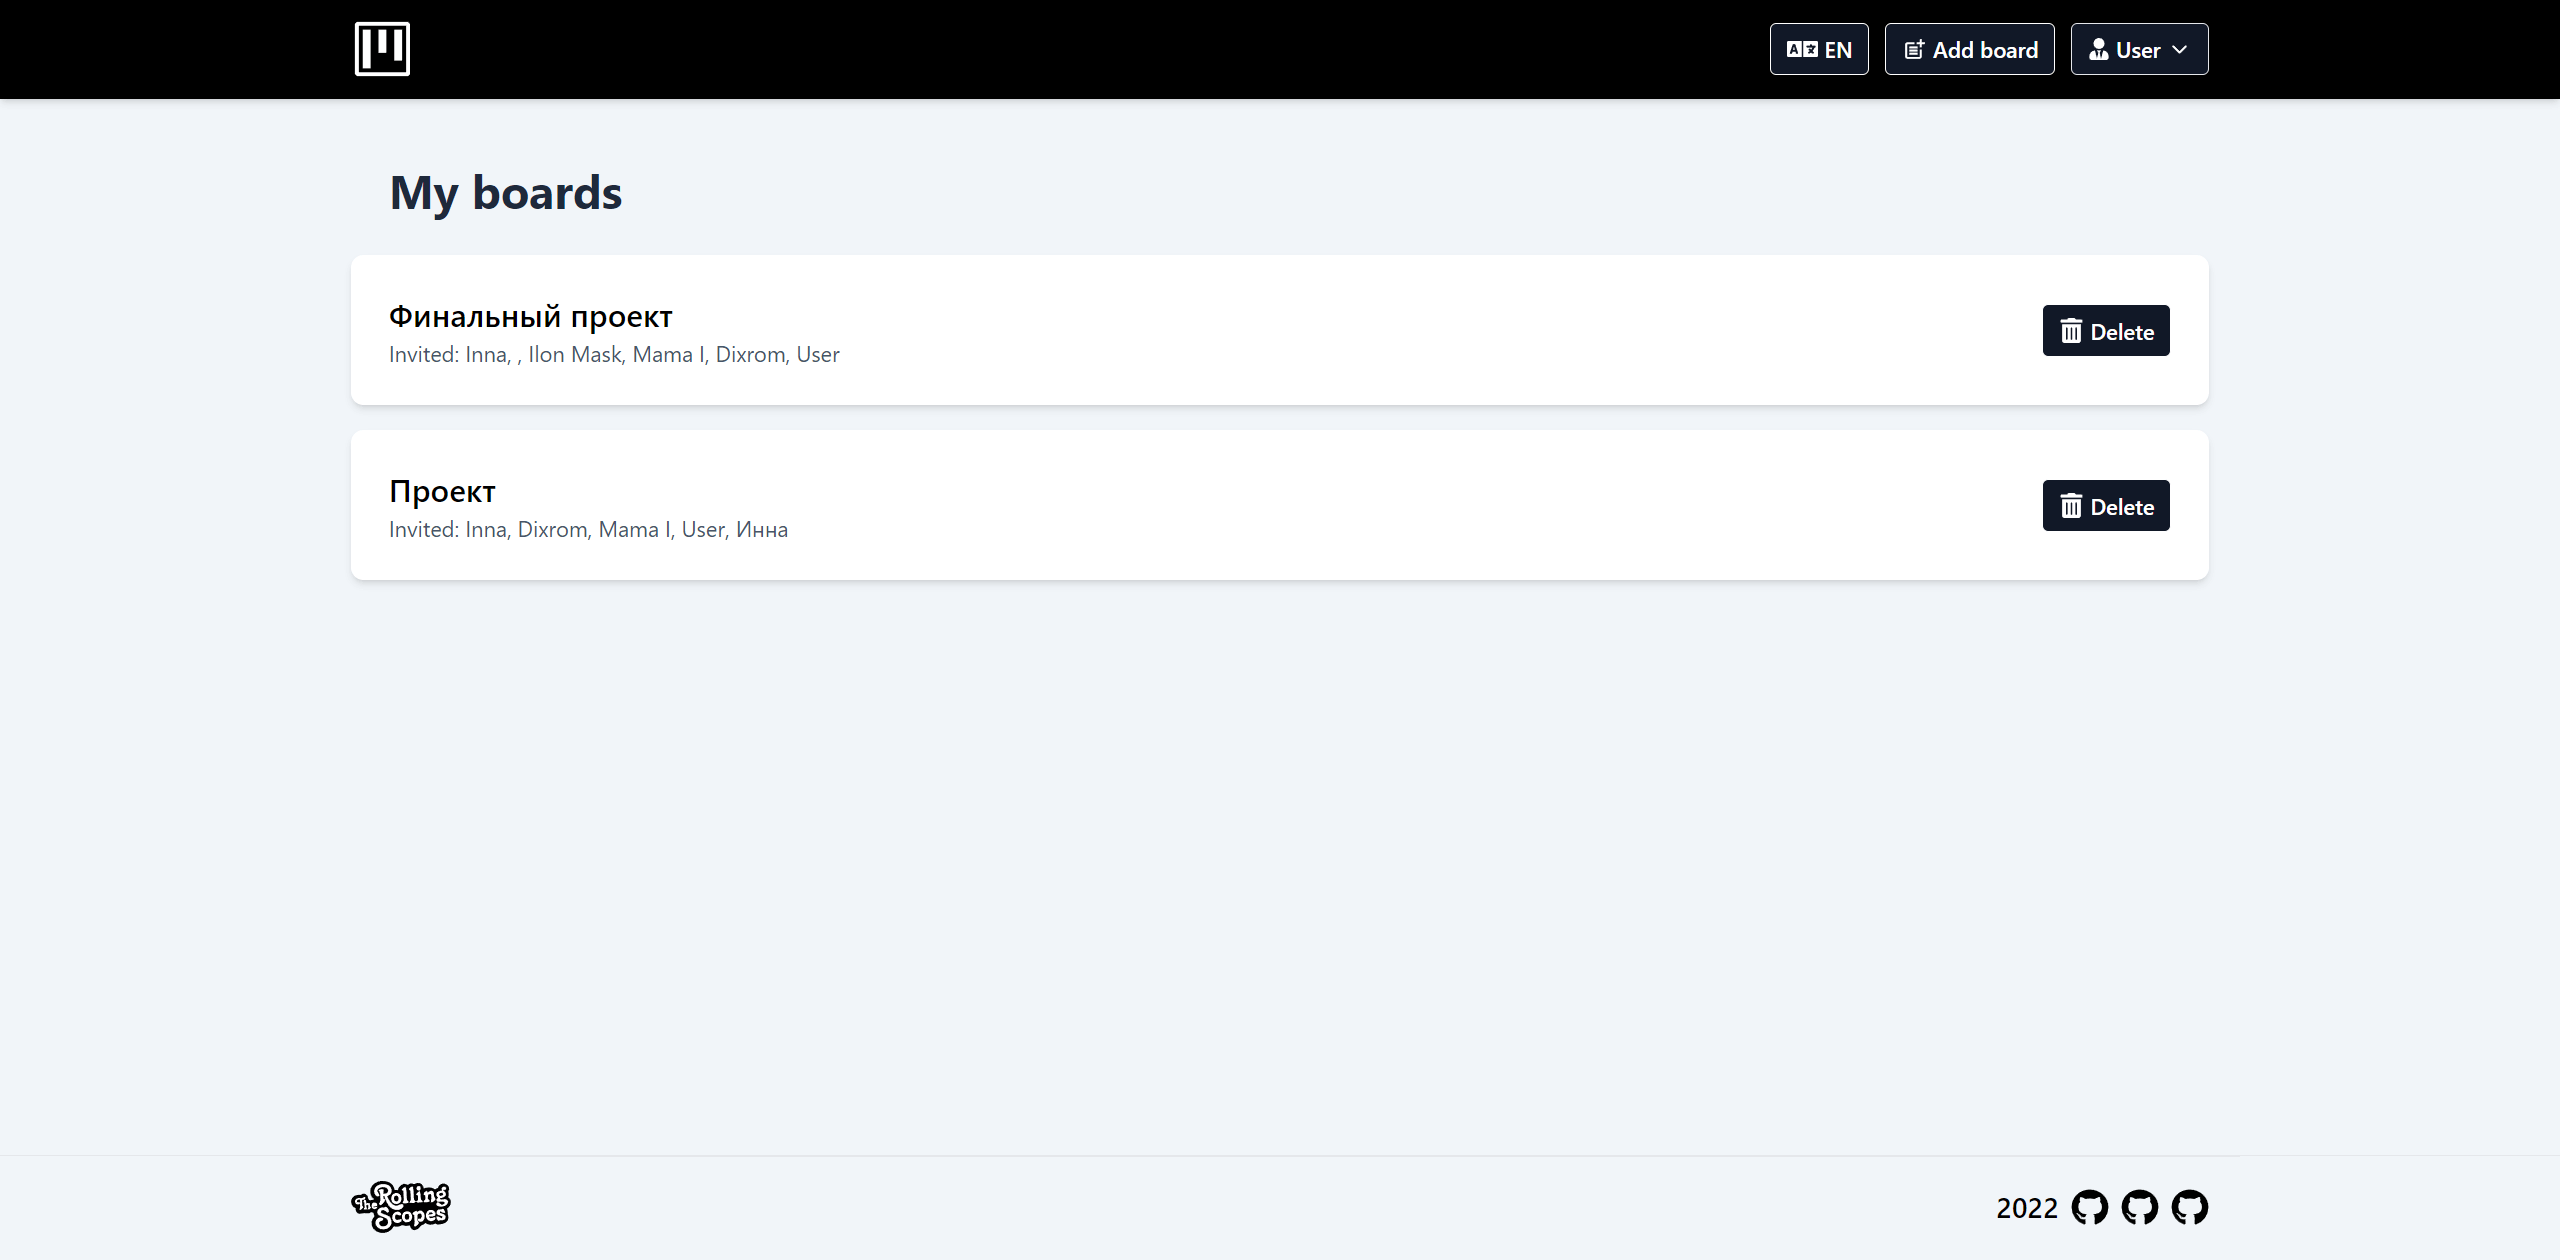 EN Add board User
My boards
Финальный проект
Invited: Inna, , Ilon Mask, Mama I, Dixrom, User
Delete
Проект
Invited: Inna, Dixrom, Mama I, User, Инна
Delete
The Rolling Scopes
2022